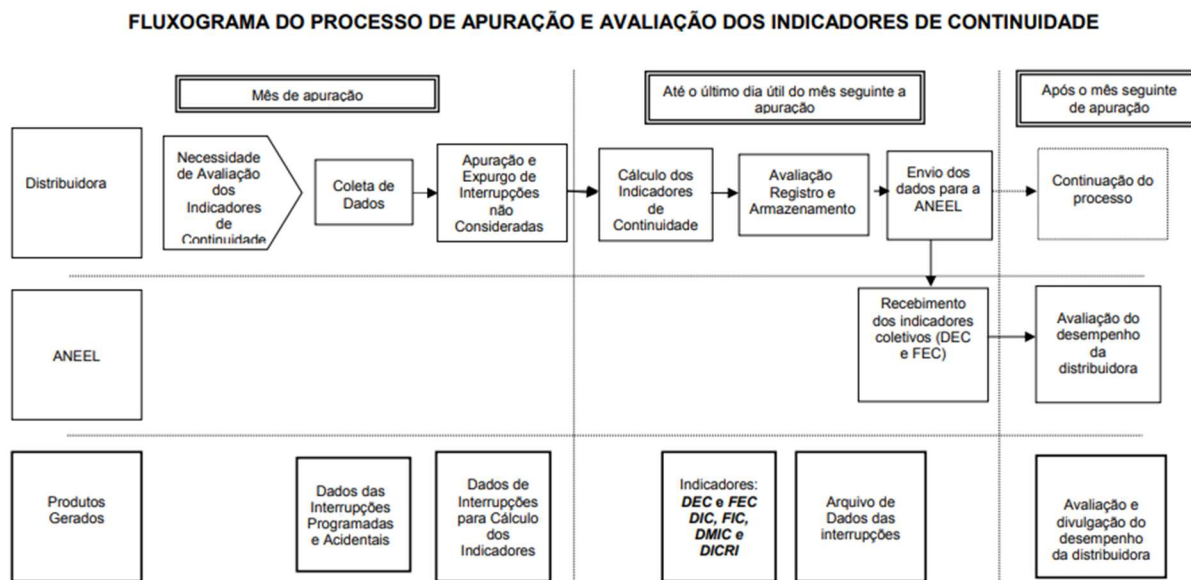 FLUXOGRAMA DO PROCESSO DE APURAÇÃO E AVALIAÇÃO DOS INDICADORES DE CONTINUIDADE
Mês de apuração
Até o último dia útil do mês seguinte a
apuração
Após o mês seguinte
de apuração
Distribuidora
Necessidade
de Avaliação
dos
Indicadores
de
Continuidade
Coleta de
Dados
Apuração e
Expurgo de
Interrupções
não
Consideradas
Cálculo dos
Indicadores
de
Continuidade
Avaliação
Registro e
Armazenamento
Envio dos
dados para a
ANEEL
Continuação do
processo
ANEEL
Recebimento
dos indicadores
coletivos (DEC
e FEC)
Avaliação do
desempenho
da
distribuidora
Produtos
Gerados
Dados das
Interrupções
Programadas
e Acidentais
Dados de
Interrupções
para Cálculo
dos
Indicadores
Indicadores:
DEC e FEC
DIC, FIC,
DMIC e
DICRI
Arquivo de
Dados das
interrupções
Avaliação e
divulgação do
desempenho
da distribuidora